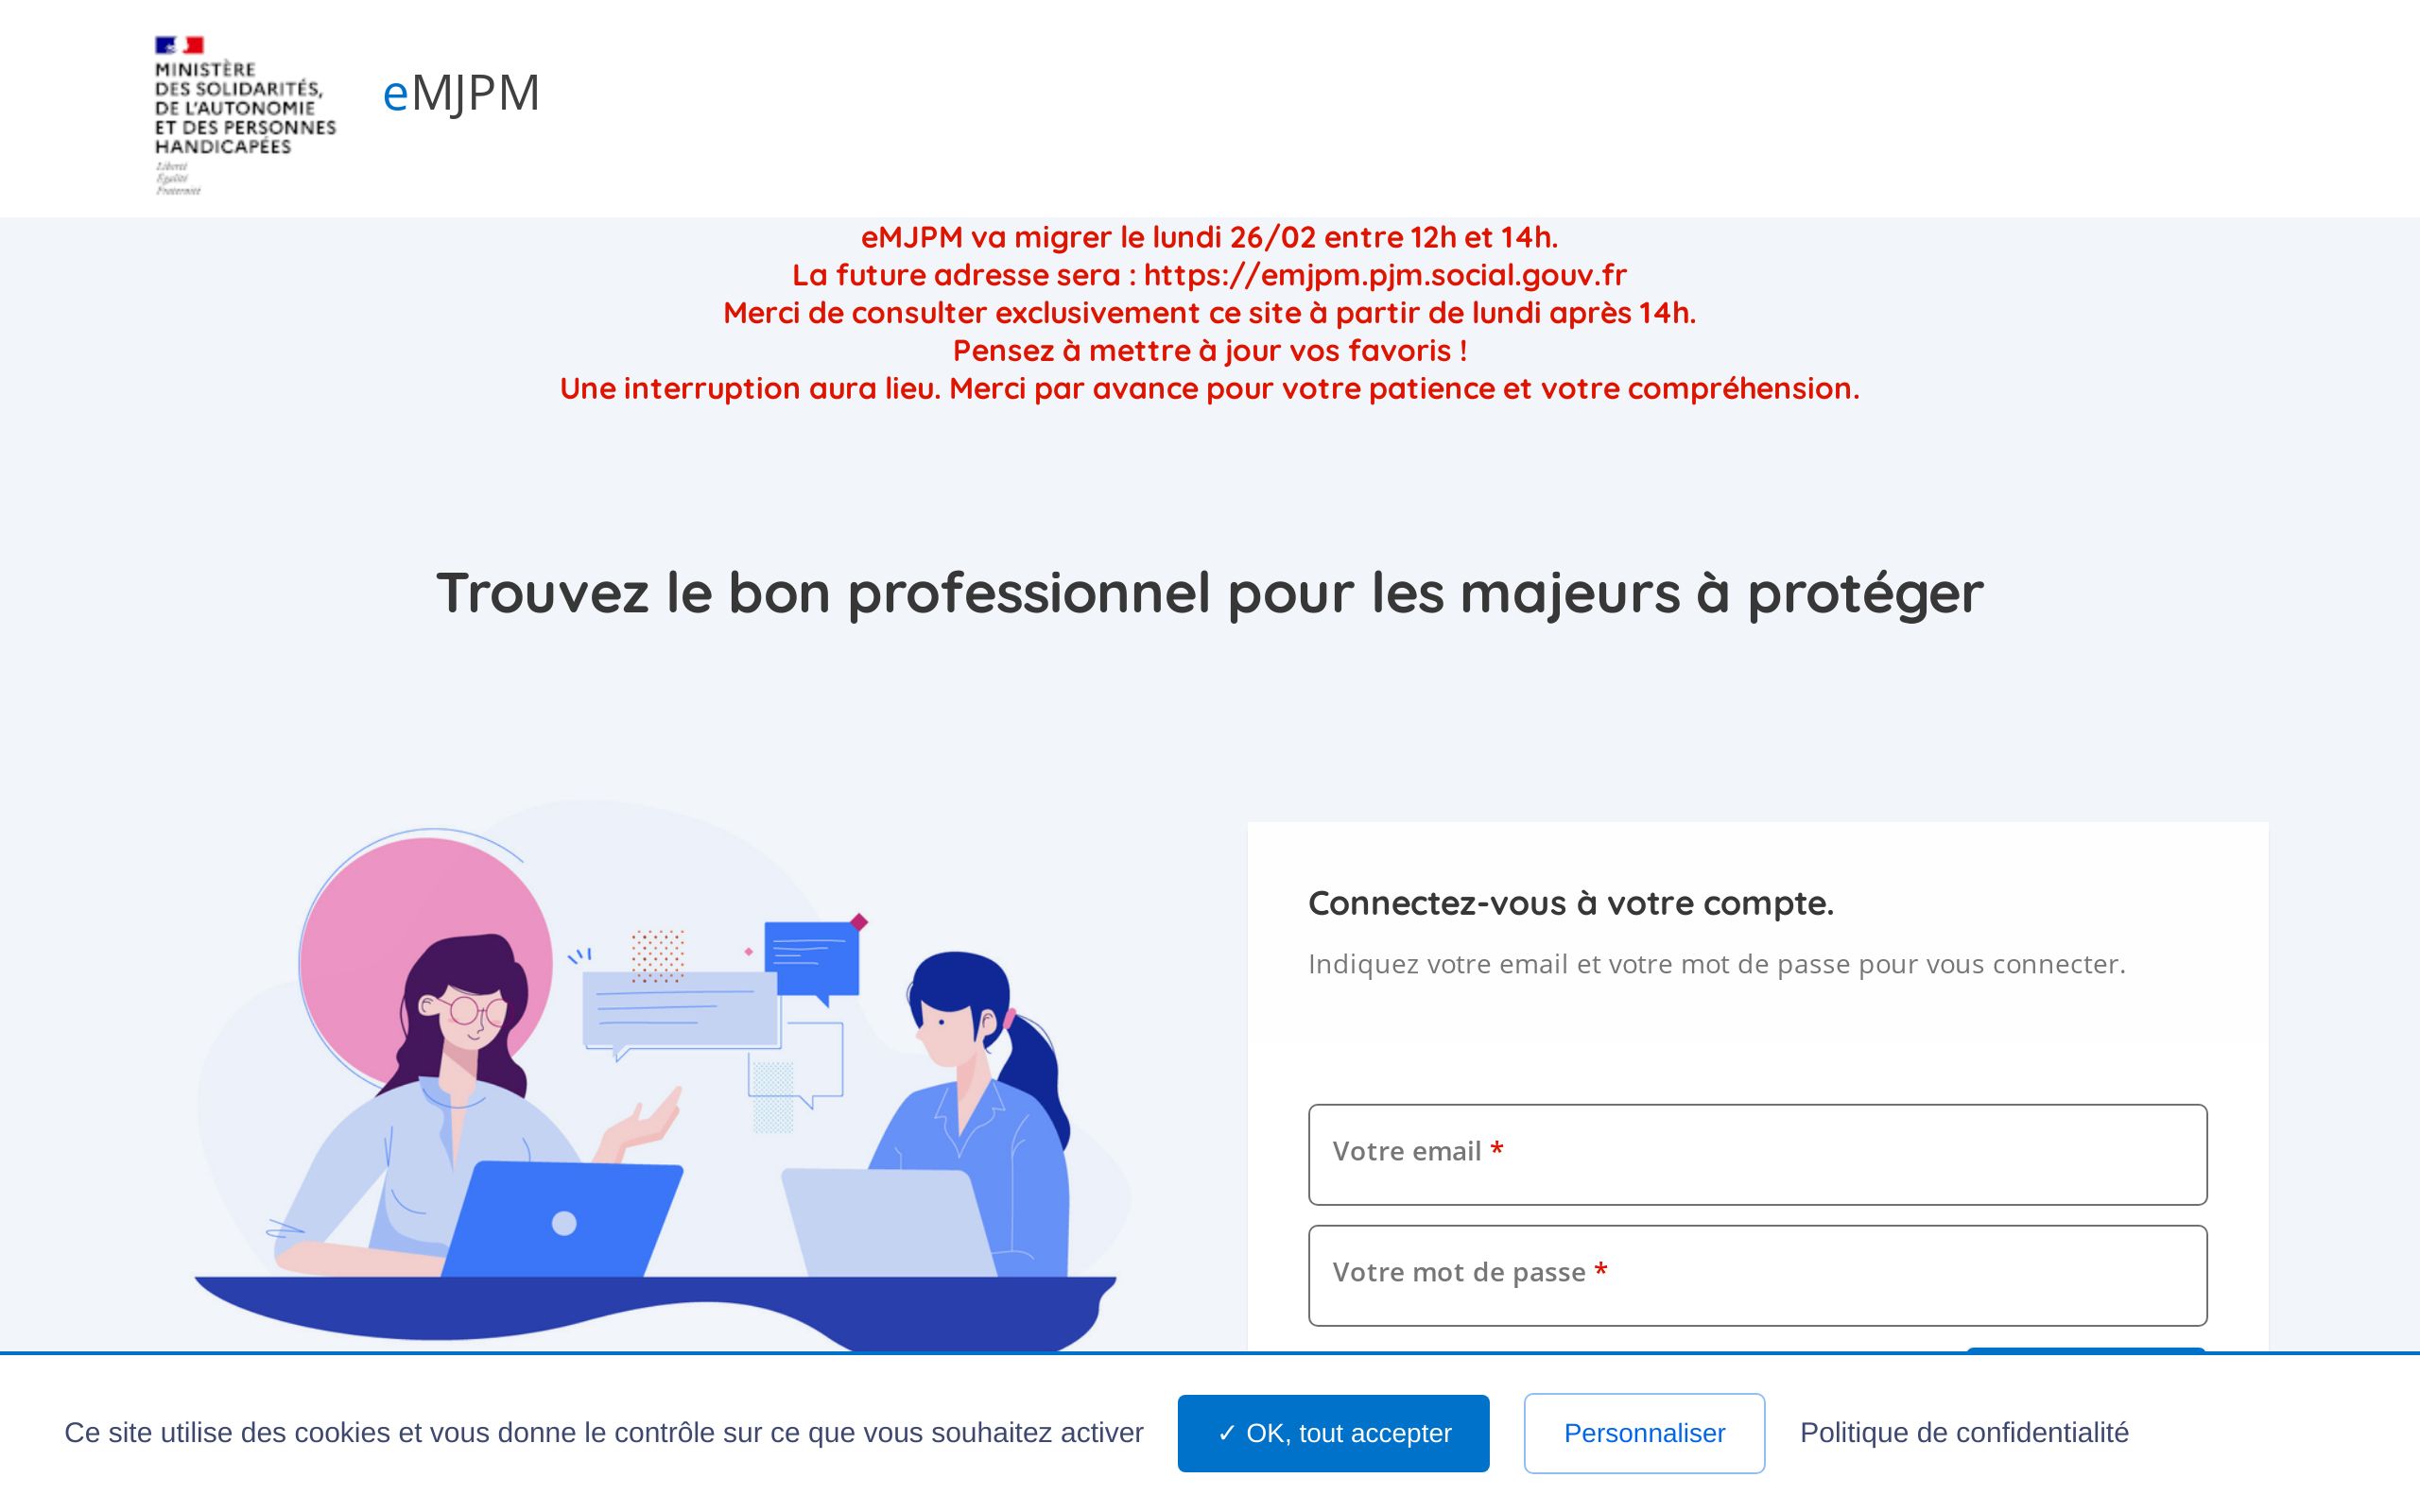 MINISTÈRE
DES SOLIDARITÉS,
DE L'AUTONOMIE
ET DES PERSONNES
HANDICAPÉES
Liberté
Égalité
Fraternité
eMJPM
eMJPM va migrer le lundi 26/02 entre 12h et 14h.
La future adresse sera : https://emjpm.pjm.social.gouv.fr
Merci de consulter exclusivement ce site à partir de lundi après 14h.
Pensez à mettre à jour vos favoris !
Une interruption aura lieu. Merci par avance pour votre patience et votre compréhension.
Trouvez le bon professionnel pour les majeurs à protéger
Connectez-vous à votre compte.
Indiquez votre email et votre mot de passe pour vous connecter.
Votre email *
Votre mot de passe *
Ce site utilise des cookies et vous donne le contrôle sur ce que vous souhaitez activer
✓ OK, tout accepter
Personnaliser
Politique de confidentialité